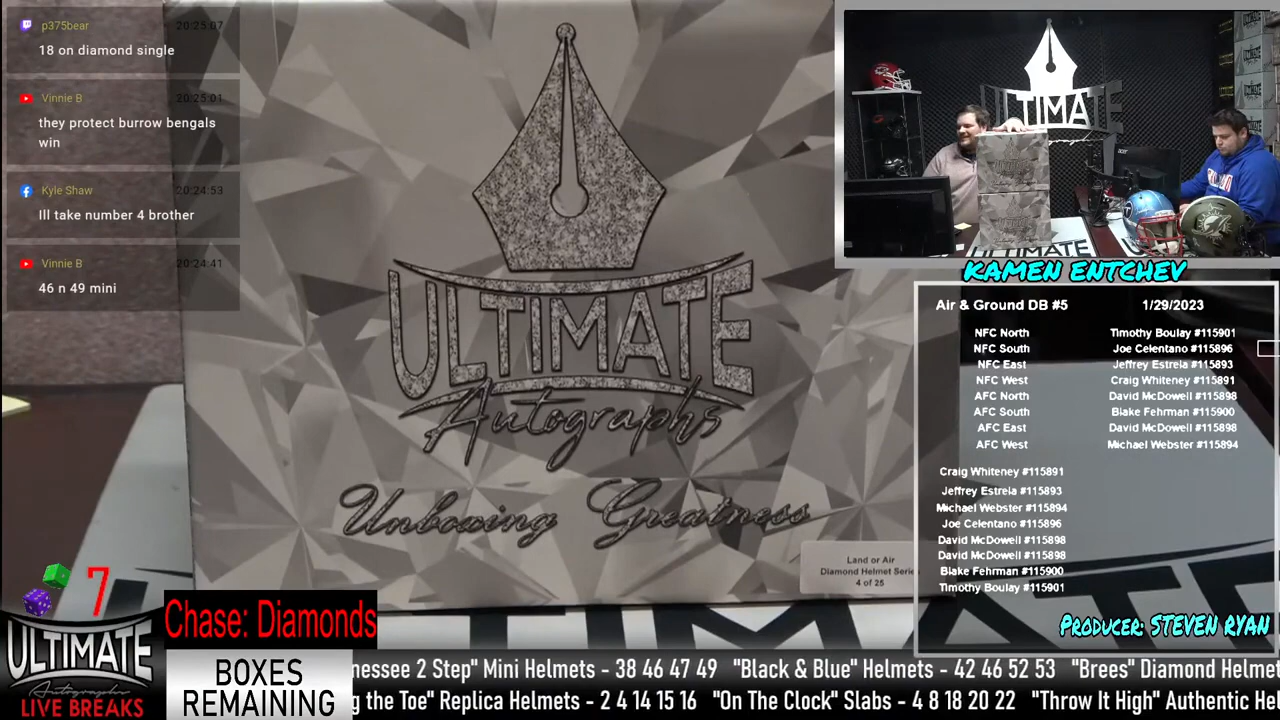 p375bear 20:25:07
18 on diamond single
Vinnie B 20:25:01
they protect burrow bengals
win
Kyle Shaw 20:24:53
Ill take number 4 brother
Vinnie B 20:24:41
46 n 49 mini
ULTIMATE
Autographs
Unboxing Greatness
Land or Air
Diamond Helmet Serie
4 of 25
TIMATE
ULTIMATE
KAMEN ENTCHEV
Air & Ground DB #5 1/29/2023
NFC North Timothy Boulay #115901
NFC South Joe Celentano #115896
NFC East Jeffrey Estrela #115893
NFC West Craig Whiteney #115891
AFC North David McDowell #115898
AFC South Blake Fehrman #115900
AFC East David McDowell #115898
AFC West Michael Webster #115894
Craig Whiteney #115891
Jeffrey Estrela #115893
Michael Webster #115894
Joe Celentano #115896
David McDowell #115898
David McDowell #115898
Blake Fehrman #115900
Timothy Boulay #115901
Producer: STEVEN RYAN
7
ULTIMATE
Autographs
LIVE BREAKS
Chase: Diamonds
BOXES
REMAINING
nessee 2 Step" Mini Helmets - 38 46 47 49 "Black & Blue" Helmets - 42 46 52 53 "Brees" Diamond Helmet
g the Toe" Replica Helmets - 2 4 14 15 16 "On The Clock" Slabs - 4 8 18 20 22 "Throw It High" Authentic He